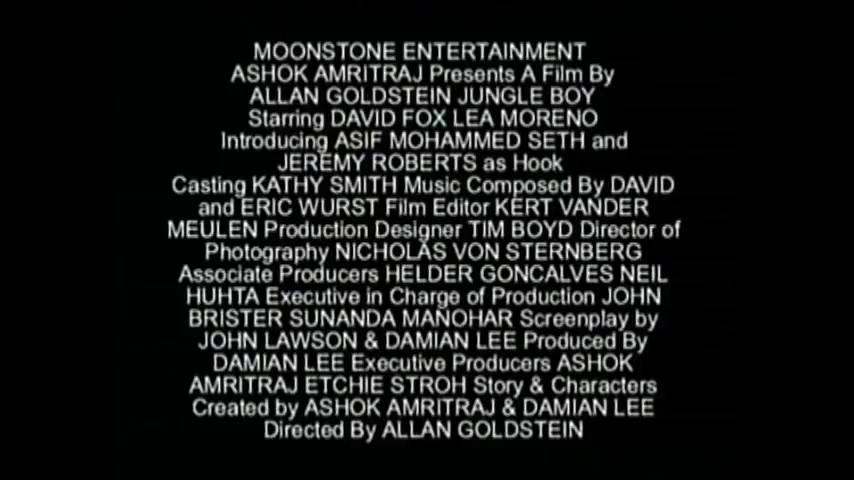 MOONSTONE ENTERTAINMENT
ASHOK AMRITRAJ Presents A Film By
ALLAN GOLDSTEIN JUNGLE BOY
Starring DAVID FOX LEA MORENO
Introducing ASIF MOHAMMED SETH and
JEREMY ROBERTS as Hook
Casting KATHY SMITH Music Composed By DAVID
and ERIC WURST Film Editor KERT VANDER
MEULEN Production Designer TIM BOYD Director of
Photography NICHOLAS VON STERNBERG
Associate Producers HELDER GONCALVES NEIL
HUHTA Executive in Charge of Production JOHN
BRISTER SUNANDA MANOHAR Screenplay by
JOHN LAWSON & DAMIAN LEE Produced By
DAMIAN LEE Executive Producers ASHOK
AMRITRAJ ETCHIE STROH Story & Characters
Created by ASHOK AMRITRAJ & DAMIAN LEE
Directed By ALLAN GOLDSTEIN